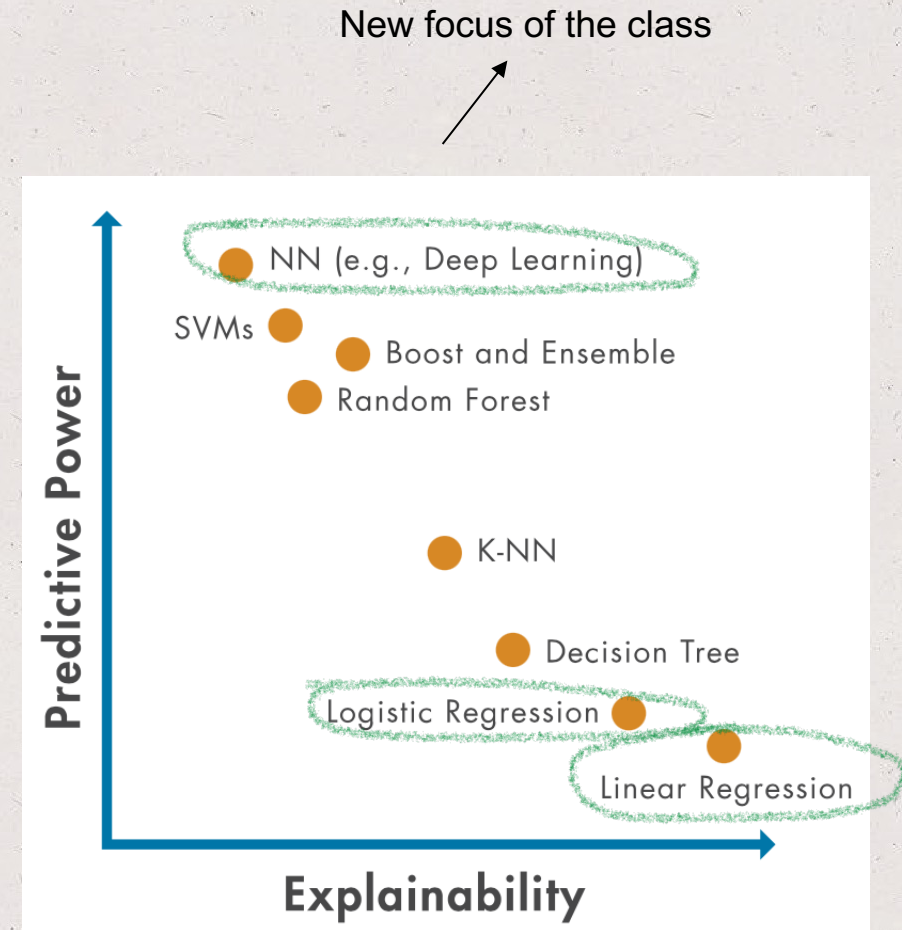 New focus of the class
NN (e.g., Deep Learning)
SVMs
Boost and Ensemble
Random Forest
K-NN
Decision Tree
Logistic Regression
Linear Regression
Predictive Power
Explainability